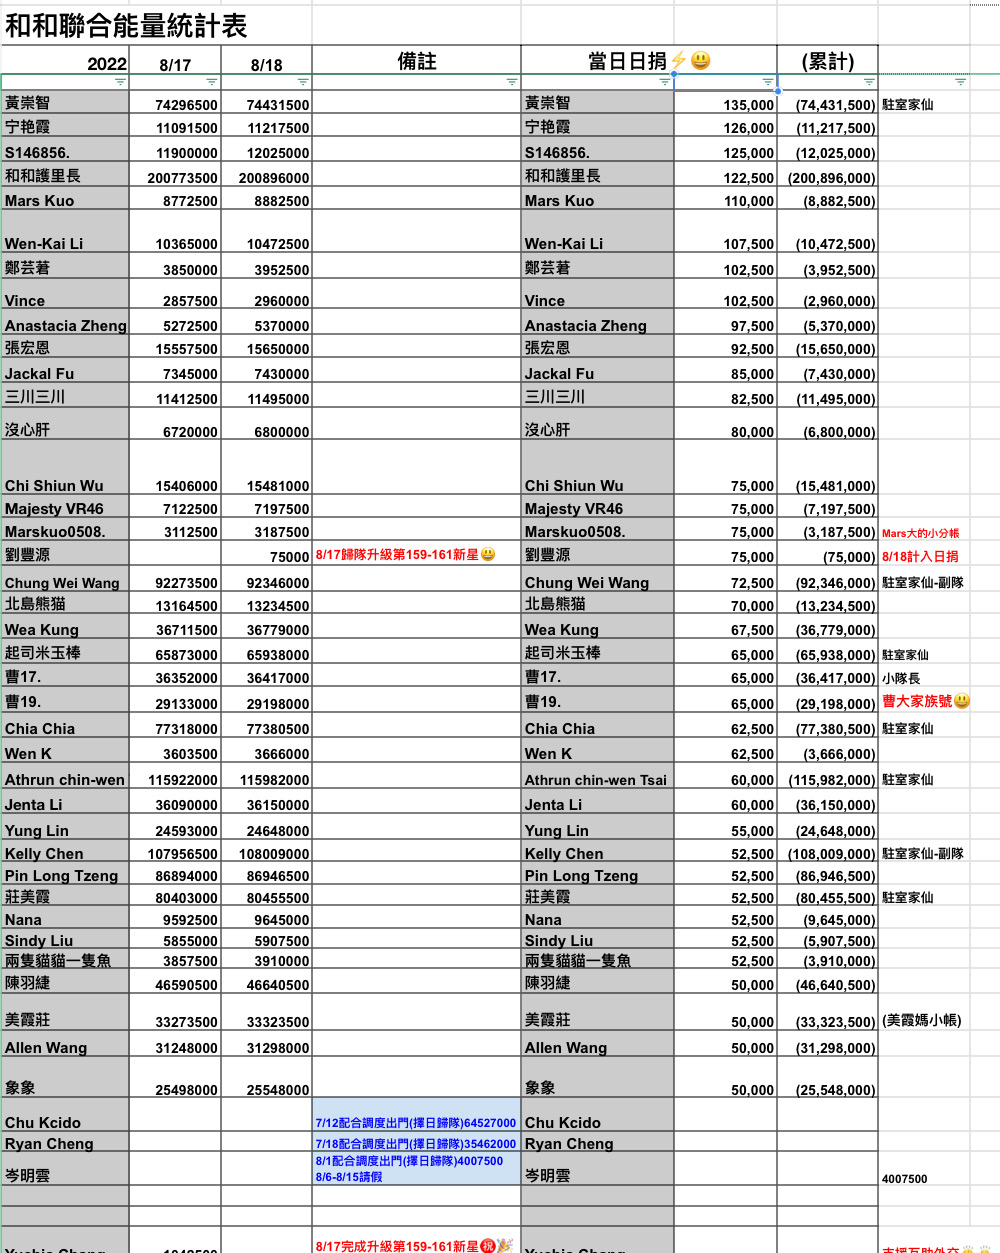 和和聯合能量統計表
2022 8/17 8/18 備註 當日日捐⚡😃 (累計)
黃崇智 74296500 74431500 黃崇智 135,000 (74,431,500) 駐室家仙
宁艳霞 11091500 11217500 宁艳霞 126,000 (11,217,500)
S146856. 11900000 12025000 S146856. 125,000 (12,025,000)
和和護里長 200773500 200896000 和和護里長 122,500 (200,896,000)
Mars Kuo 8772500 8882500 Mars Kuo 110,000 (8,882,500)
Wen-Kai Li 10365000 10472500 Wen-Kai Li 107,500 (10,472,500)
鄭芸莙 3850000 3952500 鄭芸莙 102,500 (3,952,500)
Vince 2857500 2960000 Vince 102,500 (2,960,000)
Anastacia Zheng 5272500 5370000 Anastacia Zheng 97,500 (5,370,000)
張宏恩 15557500 15650000 張宏恩 92,500 (15,650,000)
Jackal Fu 7345000 7430000 Jackal Fu 85,000 (7,430,000)
三川三川 11412500 11495000 三川三川 82,500 (11,495,000)
沒心肝 6720000 6800000 沒心肝 80,000 (6,800,000)
Chi Shiun Wu 15406000 15481000 Chi Shiun Wu 75,000 (15,481,000)
Majesty VR46 7122500 7197500 Majesty VR46 75,000 (7,197,500)
Marskuo0508. 3112500 3187500 Marskuo0508. 75,000 (3,187,500) Mars大的小分帳
劉豐源 75000 8/17歸隊升級第159-161新星😃 劉豐源 75,000 (75,000) 8/18計入日捐
Chung Wei Wang 92273500 92346000 Chung Wei Wang 72,500 (92,346,000) 駐室家仙-副隊
北島熊猫 13164500 13234500 北島熊猫 70,000 (13,234,500)
Wea Kung 36711500 36779000 Wea Kung 67,500 (36,779,000)
起司米玉棒 65873000 65938000 起司米玉棒 65,000 (65,938,000) 駐室家仙
曹17. 36352000 36417000 曹17. 65,000 (36,417,000) 小隊長
曹19. 29133000 29198000 曹19. 65,000 (29,198,000) 曹大家族號😃
Chia Chia 77318000 77380500 Chia Chia 62,500 (77,380,500) 駐室家仙
Wen K 3603500 3666000 Wen K 62,500 (3,666,000)
Athrun chin-wen 115922000 115982000 Athrun chin-wen Tsai 60,000 (115,982,000) 駐室家仙
Jenta Li 36090000 36150000 Jenta Li 60,000 (36,150,000)
Yung Lin 24593000 24648000 Yung Lin 55,000 (24,648,000)
Kelly Chen 107956500 108009000 Kelly Chen 52,500 (108,009,000) 駐室家仙-副隊
Pin Long Tzeng 86894000 86946500 Pin Long Tzeng 52,500 (86,946,500)
莊美霞 80403000 80455500 莊美霞 52,500 (80,455,500) 駐室家仙
Nana 9592500 9645000 Nana 52,500 (9,645,000)
Sindy Liu 5855000 5907500 Sindy Liu 52,500 (5,907,500)
兩隻貓貓一隻魚 3857500 3910000 兩隻貓貓一隻魚 52,500 (3,910,000)
陳羽緁 46590500 46640500 陳羽緁 50,000 (46,640,500)
美霞莊 33273500 33323500 美霞莊 50,000 (33,323,500) (美霞媽小帳)
Allen Wang 31248000 31298000 Allen Wang 50,000 (31,298,000)
象象 25498000 25548000 象象 50,000 (25,548,000)
Chu Kcido 7/12配合調度出門(擇日歸隊)64527000 Chu Kcido
Ryan Cheng 7/18配合調度出門(擇日歸隊)35462000 Ryan Cheng
8/1配合調度出門(擇日歸隊)4007500
岑明雲 8/6-8/15請假 岑明雲 4007500
8/17完成升級第159-161新星㊗️🎉